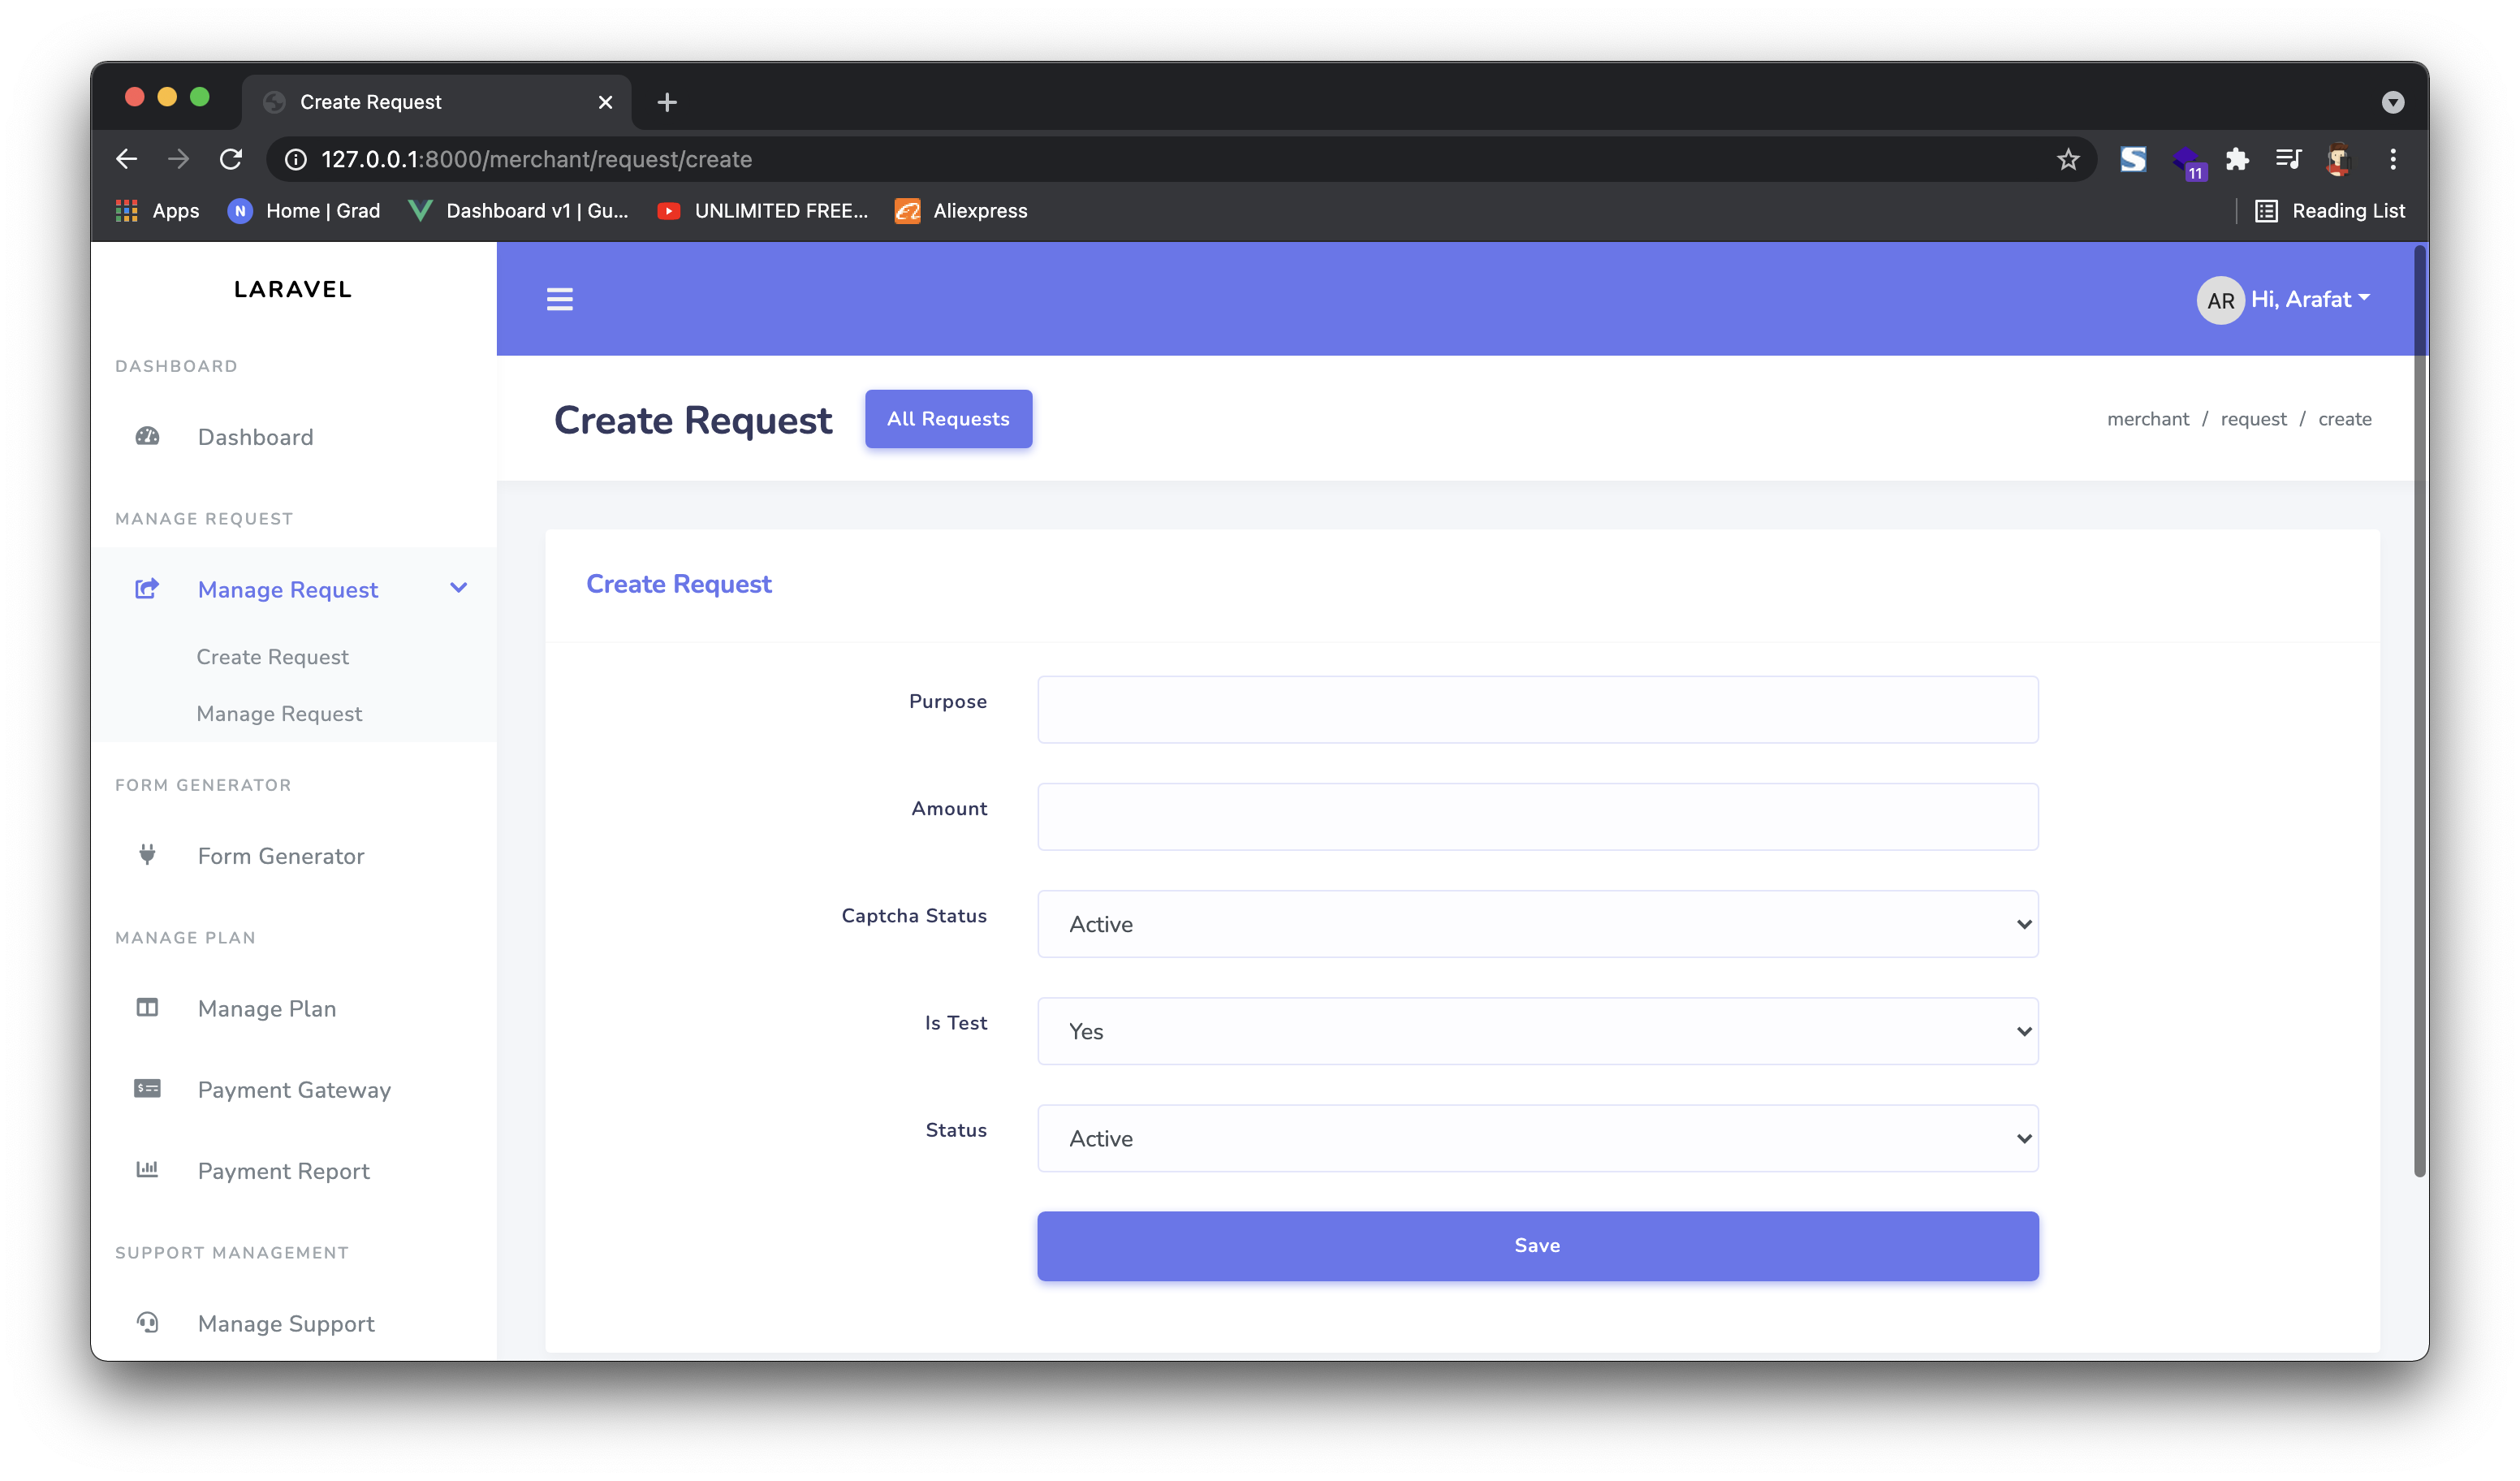 Create Request
127.0.0.1:8000/merchant/request/create
11
Apps
N
Home | Grad
Dashboard v1 | Gu...
UNLIMITED FREE...
Aliexpress
Reading List
LARAVEL
AR
Hi, Arafat
DASHBOARD
Dashboard
MANAGE REQUEST
Manage Request
Create Request
Manage Request
FORM GENERATOR
Form Generator
MANAGE PLAN
Manage Plan
Payment Gateway
Payment Report
SUPPORT MANAGEMENT
Manage Support
Create Request
All Requests
merchant / request / create
Create Request
Purpose
Amount
Captcha Status
Active
Is Test
Yes
Status
Active
Save